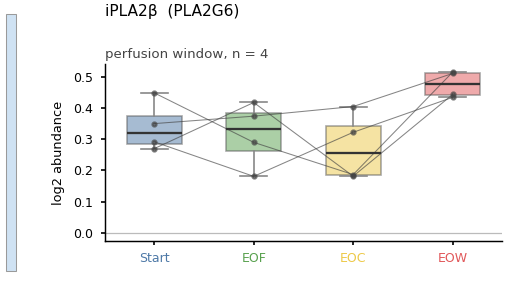 iPLA2β (PLA2G6)
perfusion window, n = 4
log2 abundance
0.5
0.4
0.3
0.2
0.1
0.0
Start EOF EOC EOW